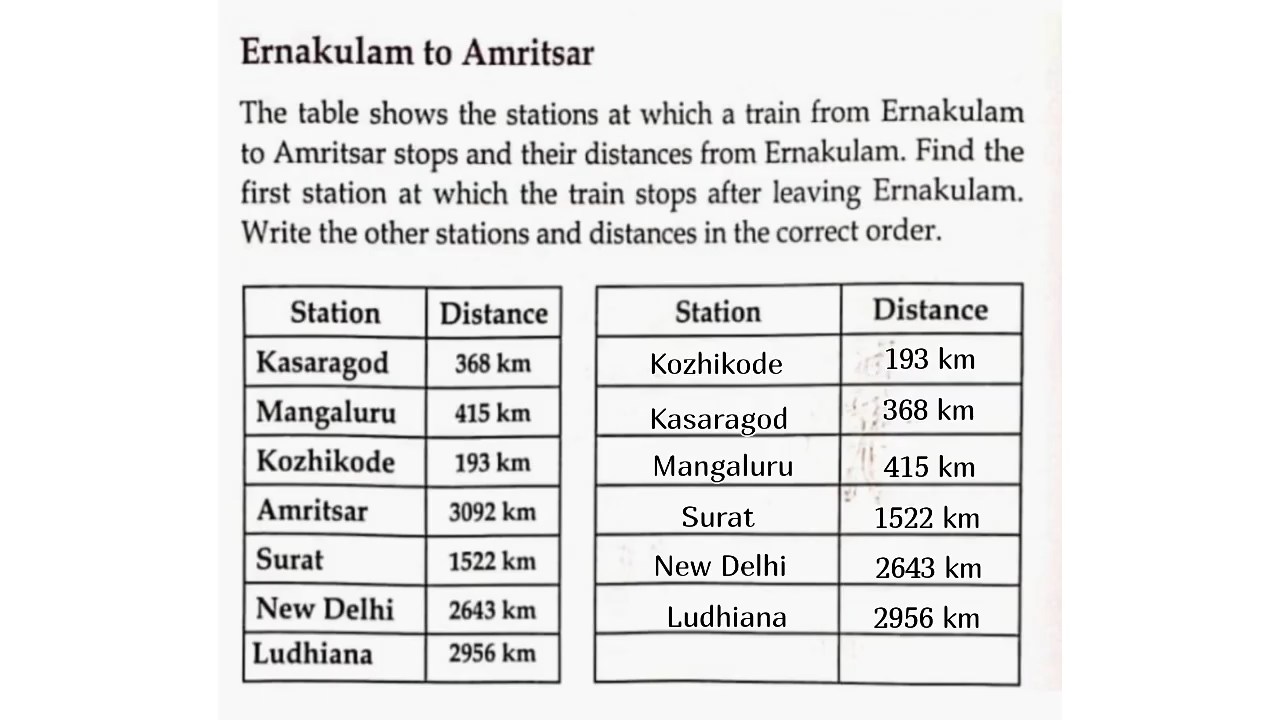 Ernakulam to Amritsar
The table shows the stations at which a train from Ernakulam
to Amritsar stops and their distances from Ernakulam. Find the
first station at which the train stops after leaving Ernakulam.
Write the other stations and distances in the correct order.
Station Distance
Kasaragod 368 km
Mangaluru 415 km
Kozhikode 193 km
Amritsar 3092 km
Surat 1522 km
New Delhi 2643 km
Ludhiana 2956 km
Station Distance
Kozhikode 193 km
Kasaragod 368 km
Mangaluru 415 km
Surat 1522 km
New Delhi 2643 km
Ludhiana 2956 km